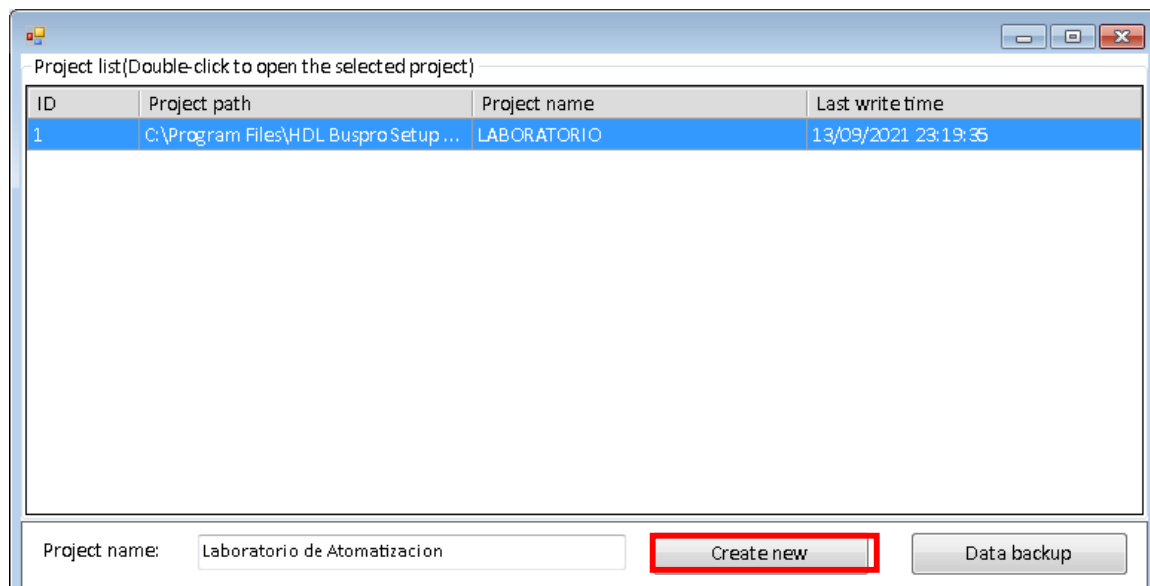 Project list(Double-click to open the selected project)
ID Project path Project name Last write time
1 C:\Program Files\HDL Buspro Setup ... LABORATORIO 13/09/2021 23:19:35
Project name: Laboratorio de Atomatizacion Create new Data backup